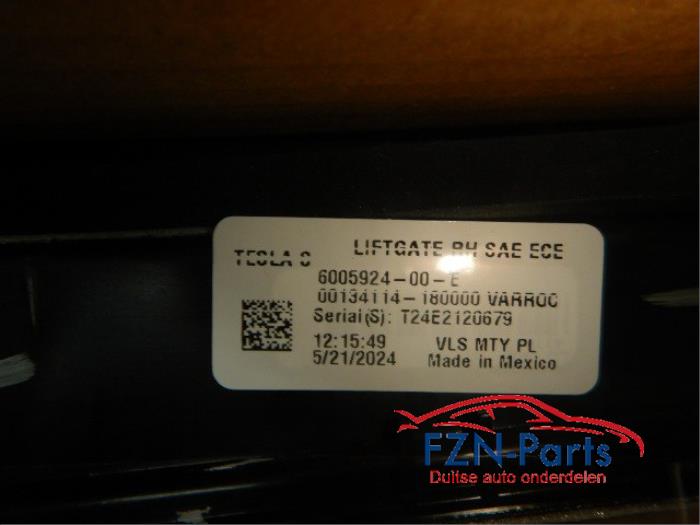 LIFTGATE RH SAE ECE
TESLA S
6005924-00-E
00134114-180000 VARROC
Serial(S): T24E2120679
12:15:49 VLS MTY PL
5/21/2024 Made in Mexico
FZN-Parts
Duitse auto onderdelen